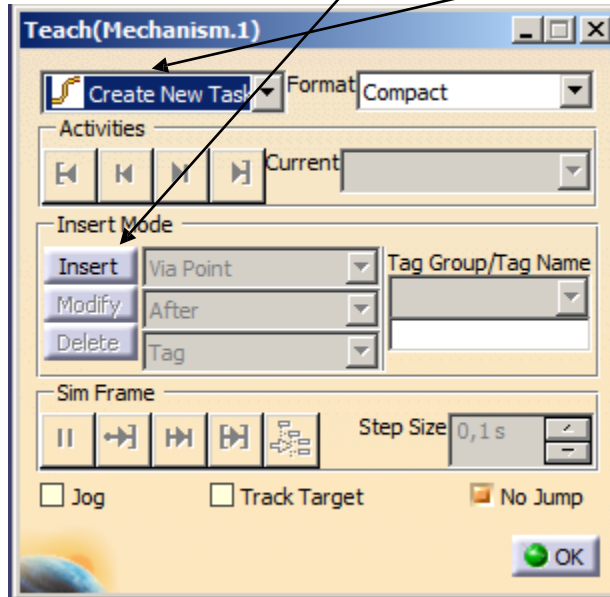 Teach(Mechanism.1)
Create New Task Format Compact
Activities
Current
Insert Mode
Insert Via Point Tag Group/Tag Name
Modify After
Delete Tag
Sim Frame
Step Size 0,1 s
Jog Track Target No Jump
OK